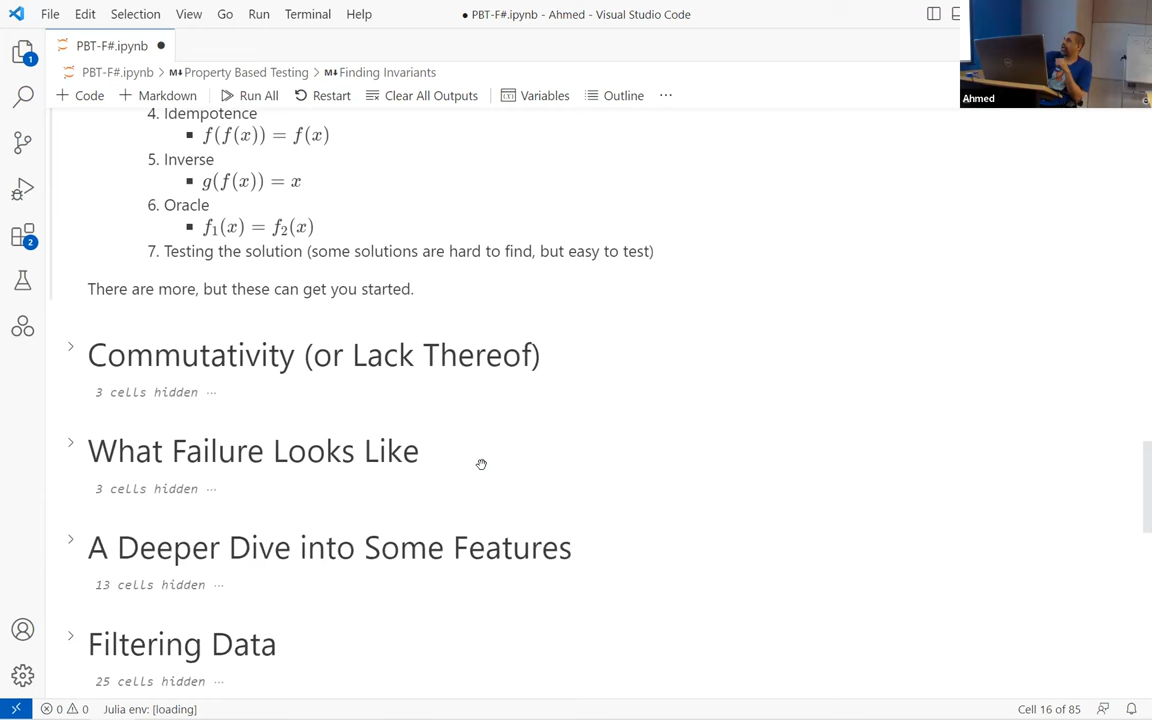 File Edit Selection View Go Run Terminal Help
● PBT-F#.ipynb - Ahmed - Visual Studio Code
PBT-F#.ipynb ●
PBT-F#.ipynb > M↓Property Based Testing > M↓Finding Invariants
+ Code + Markdown Run All Restart Clear All Outputs Variables Outline ···
Ahmed
4. Idempotence
f(f(x)) = f(x)
5. Inverse
g(f(x)) = x
6. Oracle
f₁(x) = f₂(x)
7. Testing the solution (some solutions are hard to find, but easy to test)
There are more, but these can get you started.
Commutativity (or Lack Thereof)
3 cells hidden ···
What Failure Looks Like
3 cells hidden ···
A Deeper Dive into Some Features
13 cells hidden ···
Filtering Data
25 cells hidden ···
1
2
0 0 Julia env: [loading] Cell 16 of 85